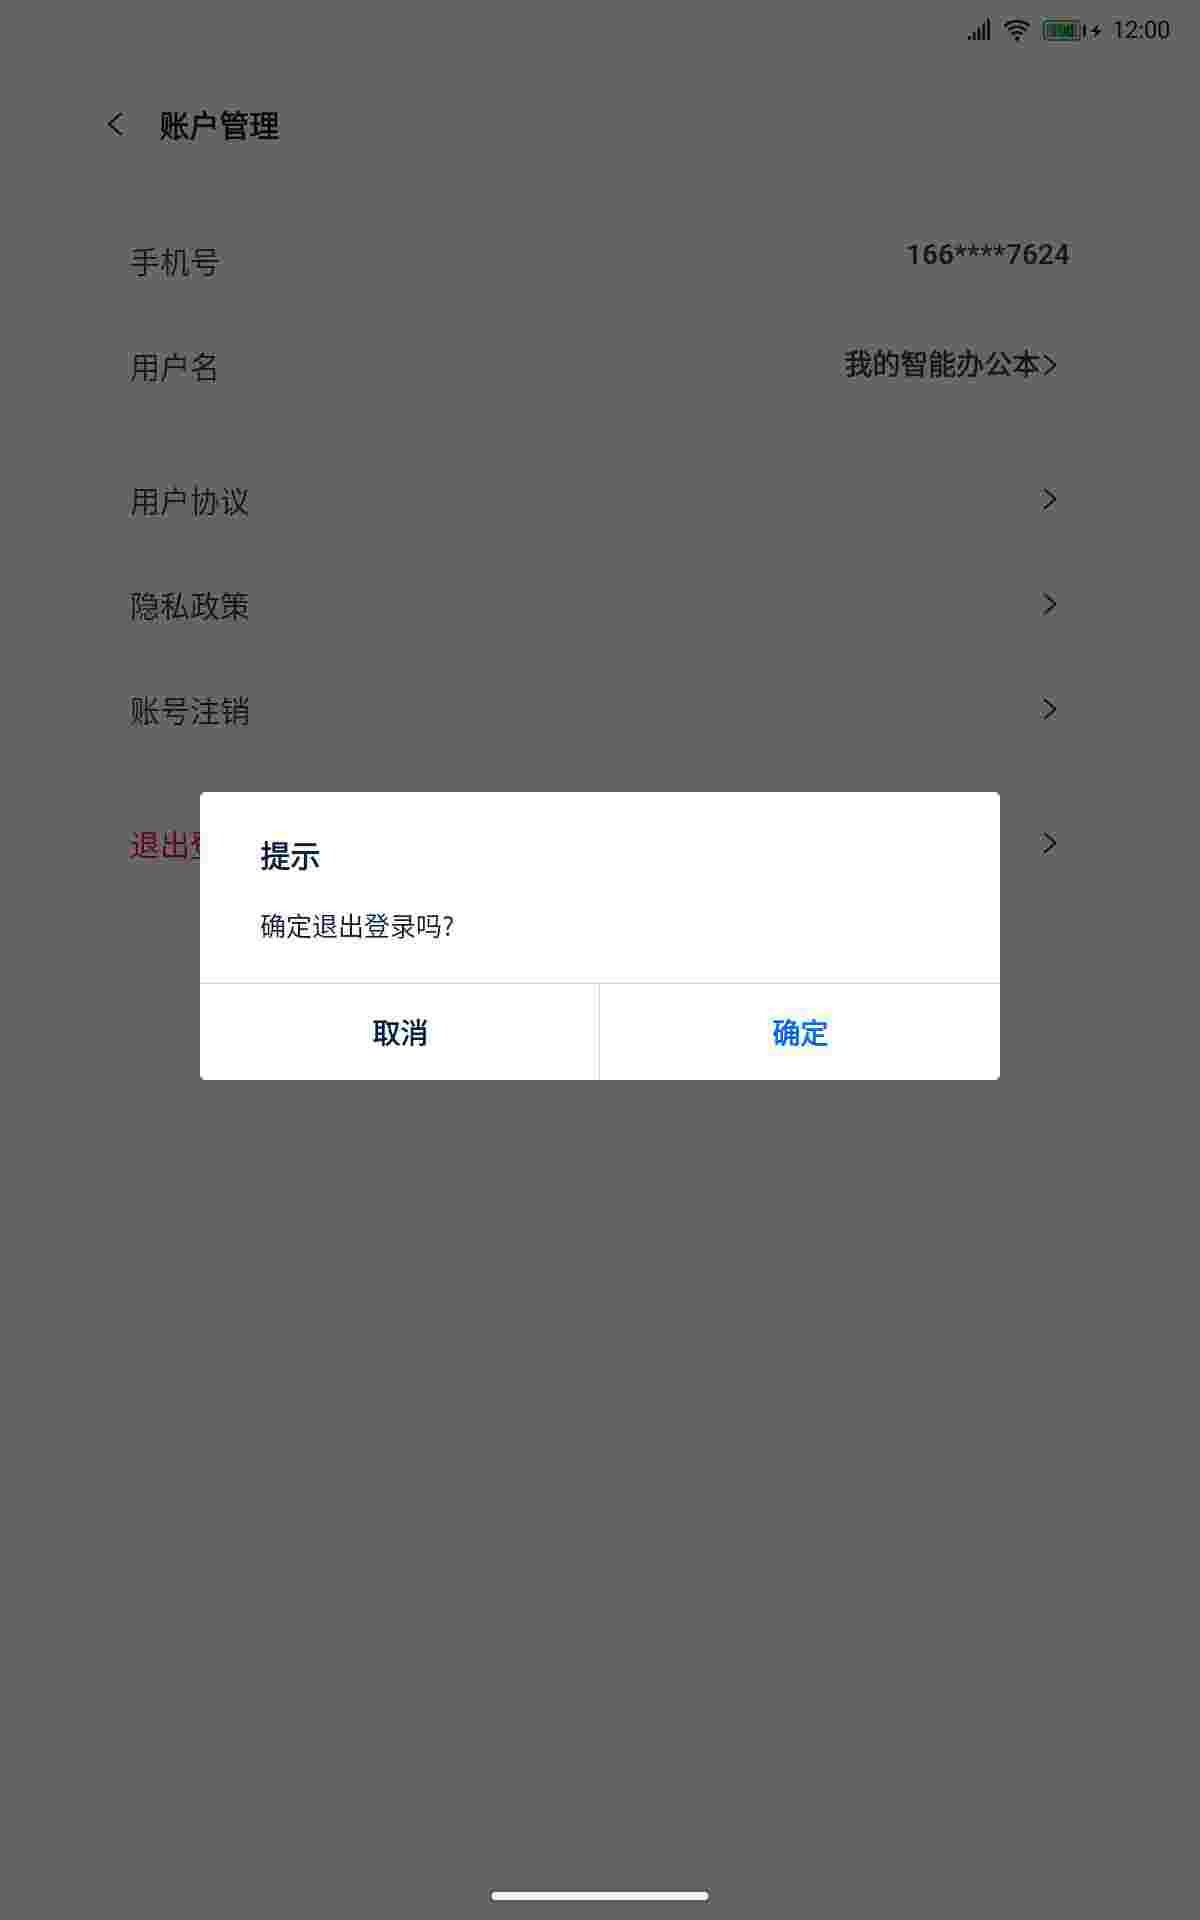 12:00
账户管理
手机号 166****7624
用户名 我的智能办公本
用户协议
隐私政策
账号注销
退出
提示
确定退出登录吗?
取消 确定